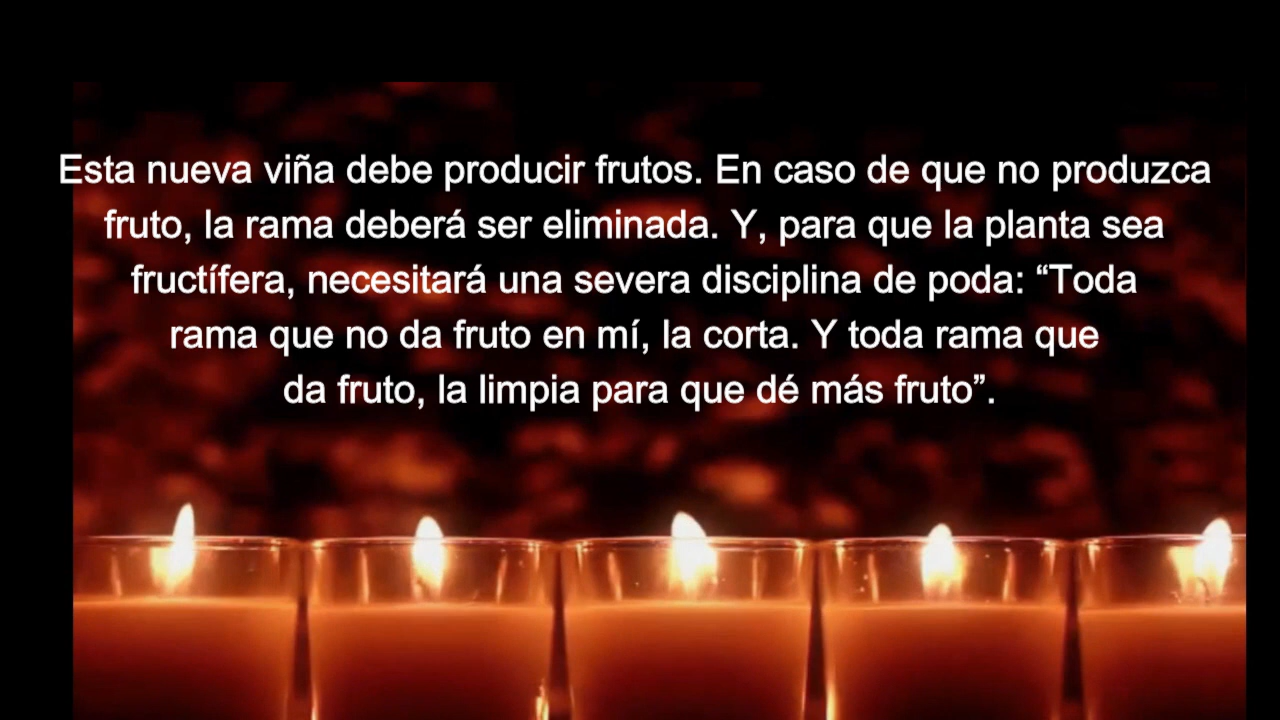 Esta nueva viña debe producir frutos. En caso de que no produzca
fruto, la rama deberá ser eliminada. Y, para que la planta sea
fructífera, necesitará una severa disciplina de poda: “Toda
rama que no da fruto en mí, la corta. Y toda rama que
da fruto, la limpia para que dé más fruto”.